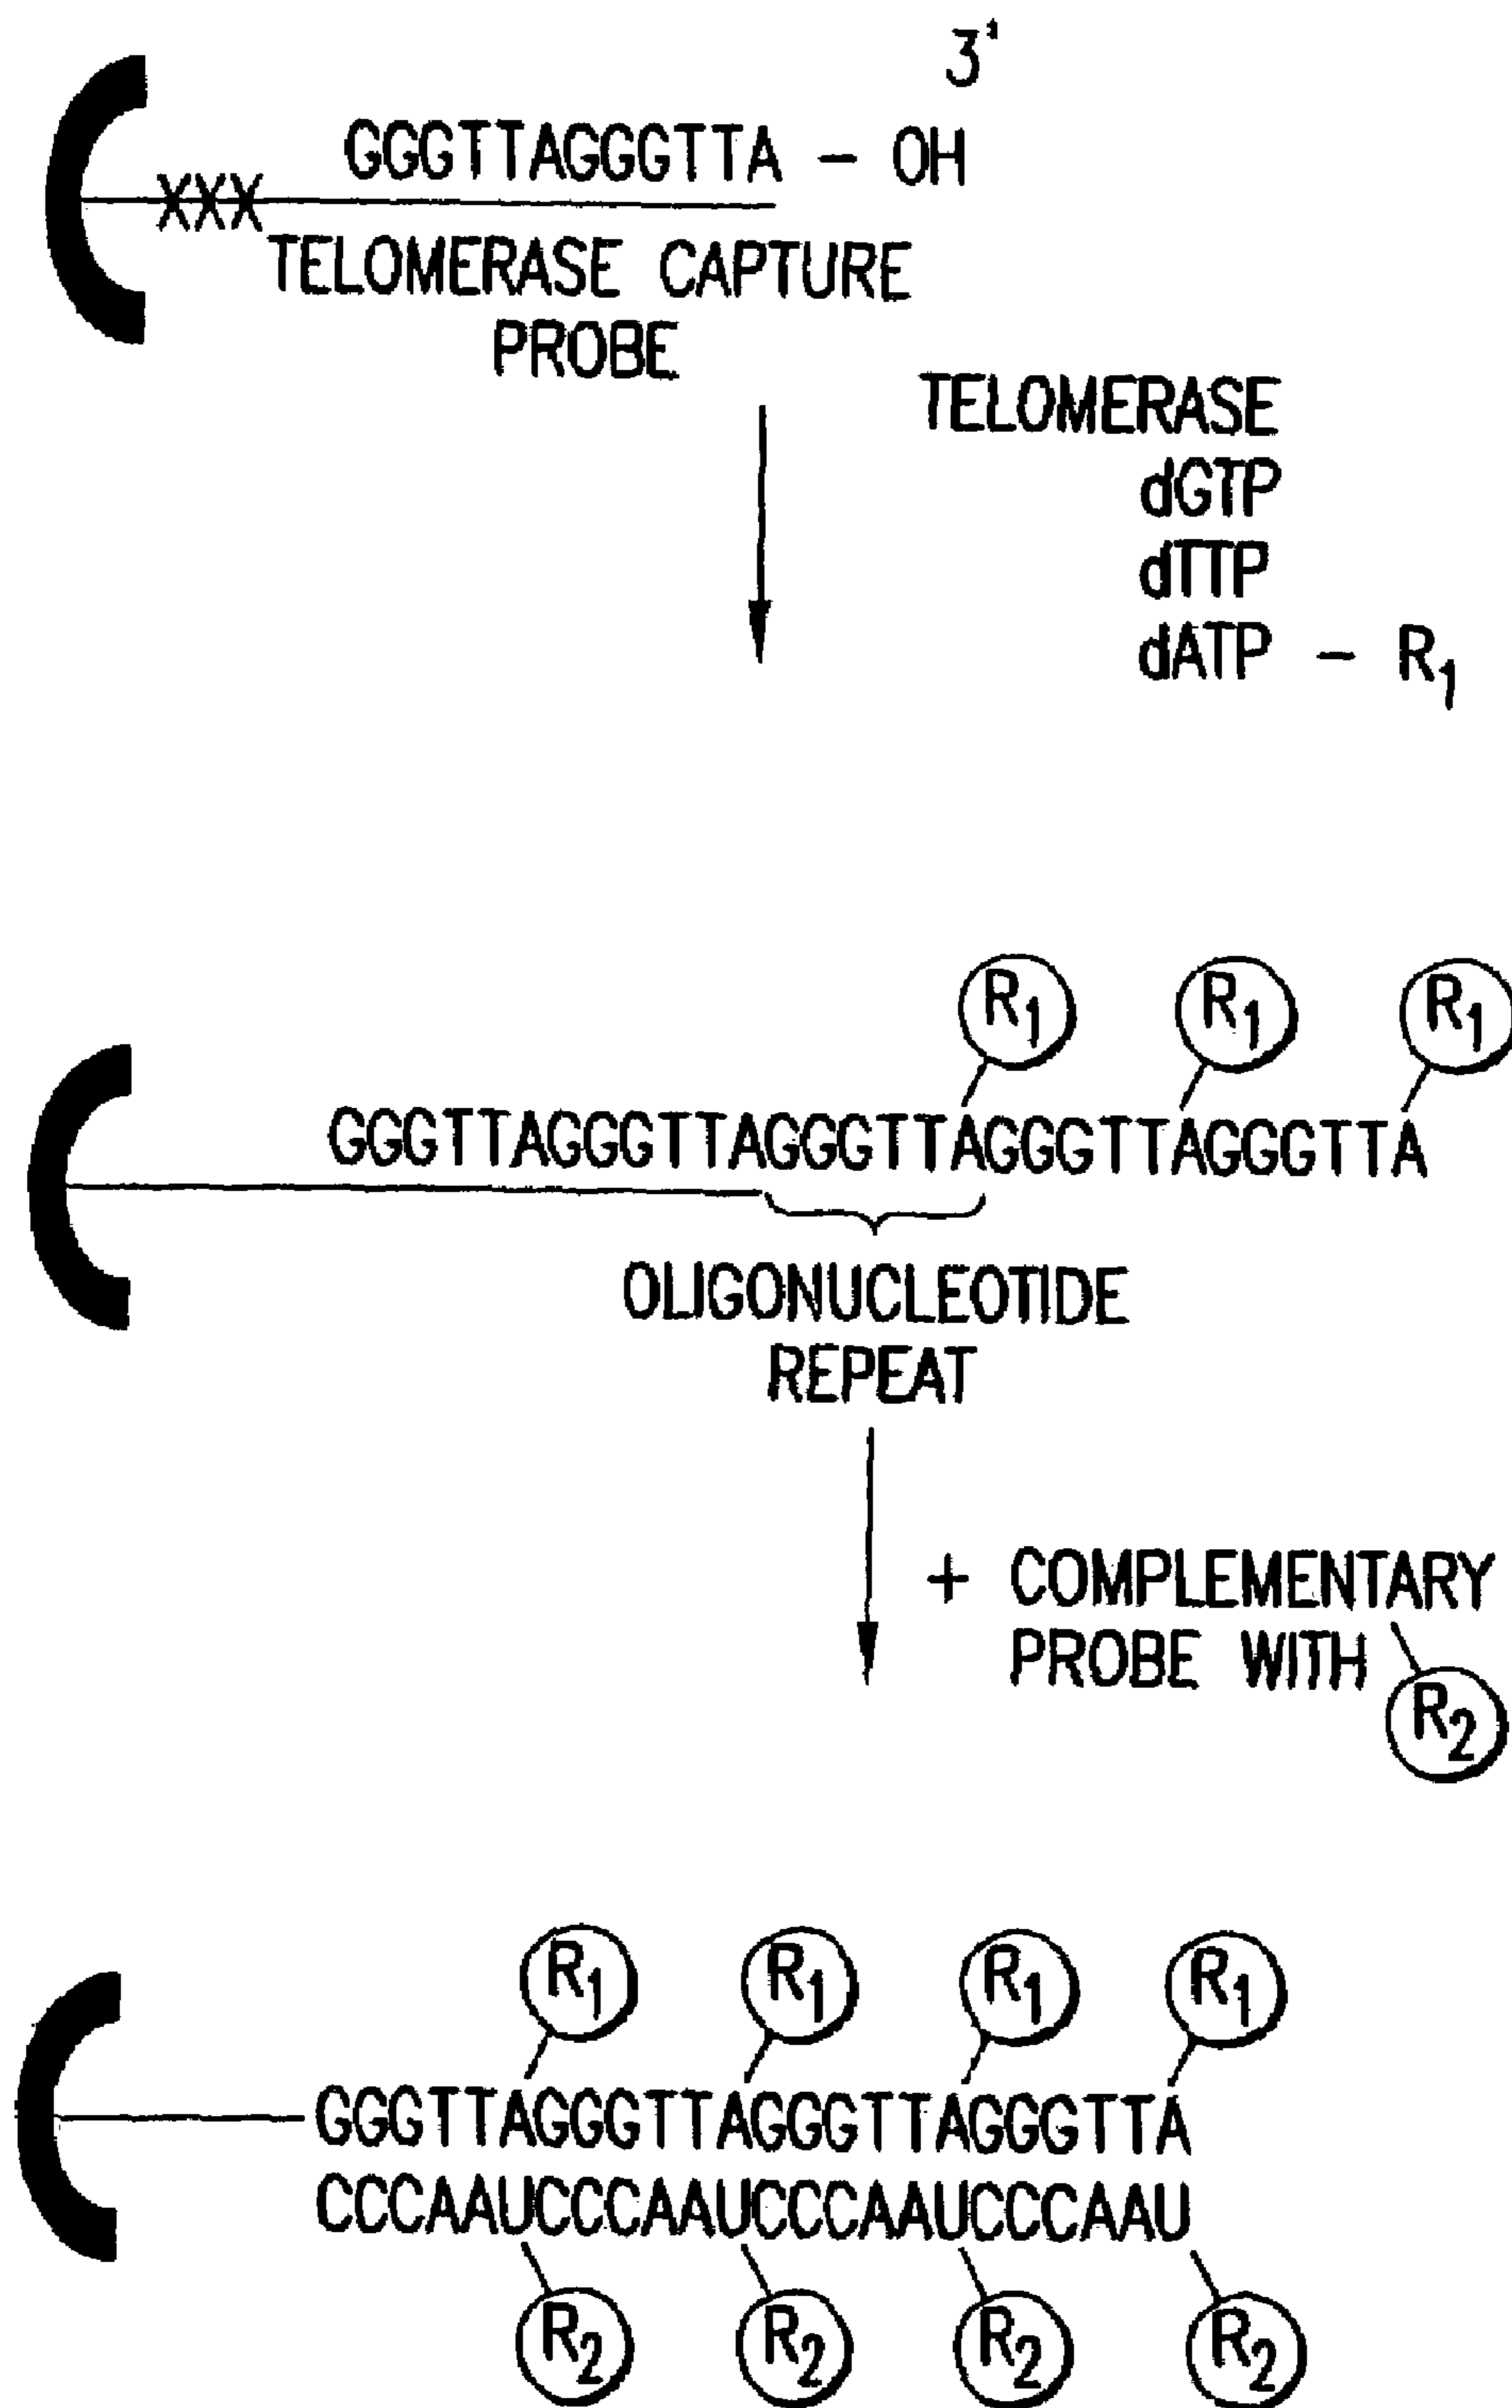 3'
GGGTTAGGGTTA – OH
XXX
TELOMERASE CAPTURE
PROBE
TELOMERASE
dGTP
dTTP
dATP – R₁
R₁ R₁ R₁
GGGTTAGGGTTAGGGTTAGGGTTAGGGTTA
OLIGONUCLEOTIDE
REPEAT
+ COMPLEMENTARY
PROBE WITH
R₂
R₁ R₁ R₁ R₁
GGGTTAGGGTTAGGGTTAGGGTTA
CCCAAUCCCAAUCCCAAUCCCAAU
R₂ R₂ R₂ R₂